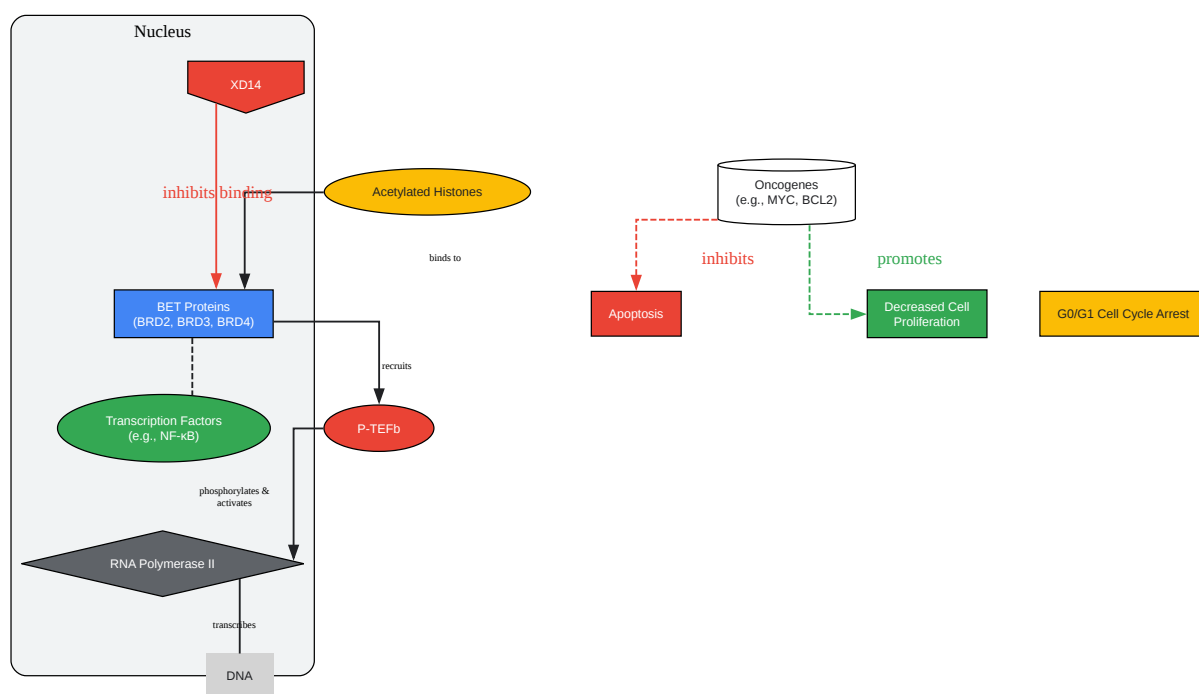 Nucleus
XD14
inhibits binding
Acetylated Histones
Oncogenes
(e.g., MYC, BCL2)
binds to
inhibits
promotes
BET Proteins
(BRD2, BRD3, BRD4)
Apoptosis
Decreased Cell
Proliferation
G0/G1 Cell Cycle Arrest
recruits
Transcription Factors
(e.g., NF-κB)
P-TEFb
phosphorylates &
activates
RNA Polymerase II
transcribes
DNA